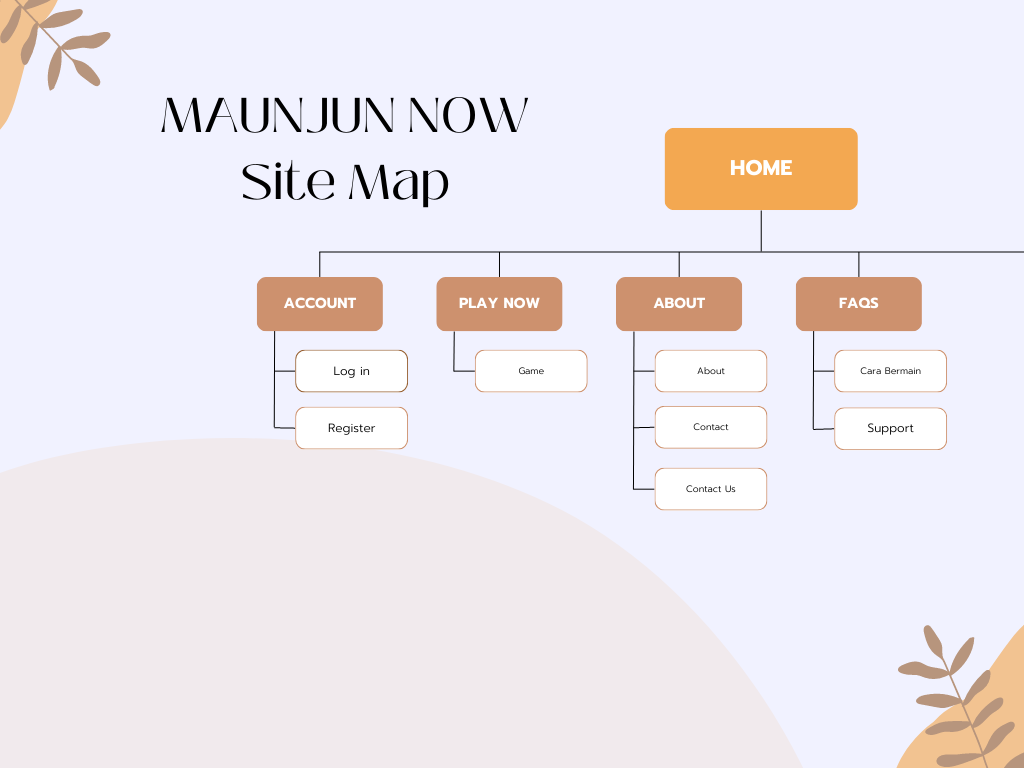 MAUNJUN NOW
Site Map
HOME
ACCOUNT
Log in
Register
PLAY NOW
Game
ABOUT
About
Contact
Contact Us
FAQS
Cara Bermain
Support